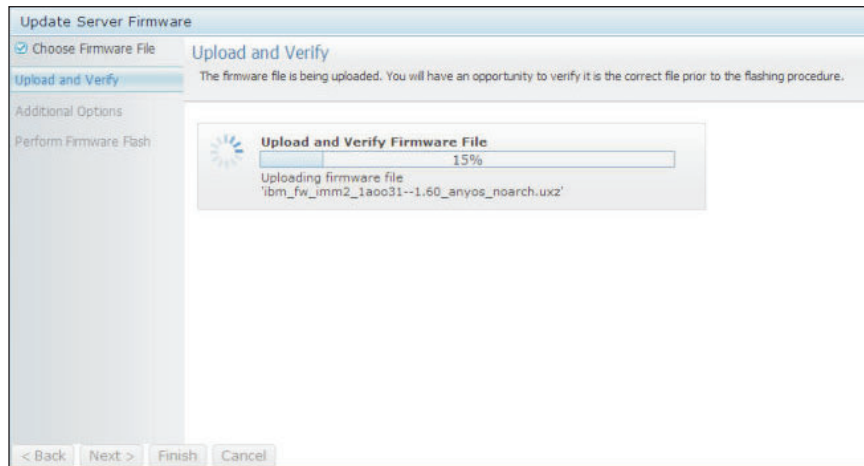 Update Server Firmware
Choose Firmware File
Upload and Verify
Additional Options
Perform Firmware Flash
Upload and Verify
The firmware file is being uploaded. You will have an opportunity to verify it is the correct file prior to the flashing procedure.
Upload and Verify Firmware File
15%
Uploading firmware file
'ibm_fw_imm2_1aoo31--1.60_anyos_noarch.uxz'
< Back Next > Finish Cancel